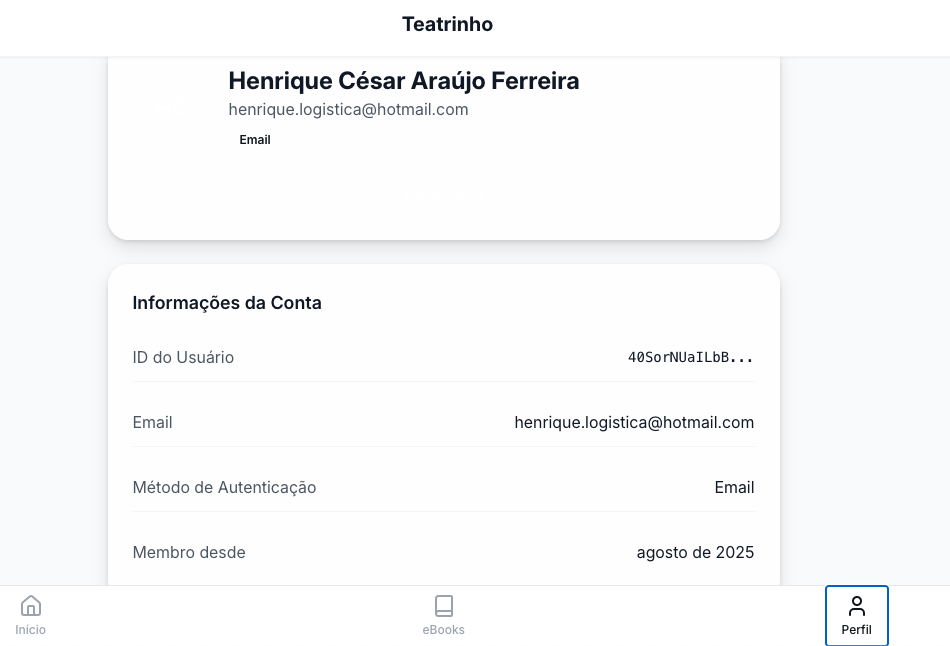 Teatrinho
Henrique César Araújo Ferreira
henrique.logistica@hotmail.com
Email
Informações da Conta
ID do Usuário 40SorNUaILbB...
Email henrique.logistica@hotmail.com
Método de Autenticação Email
Membro desde agosto de 2025
Início eBooks Perfil